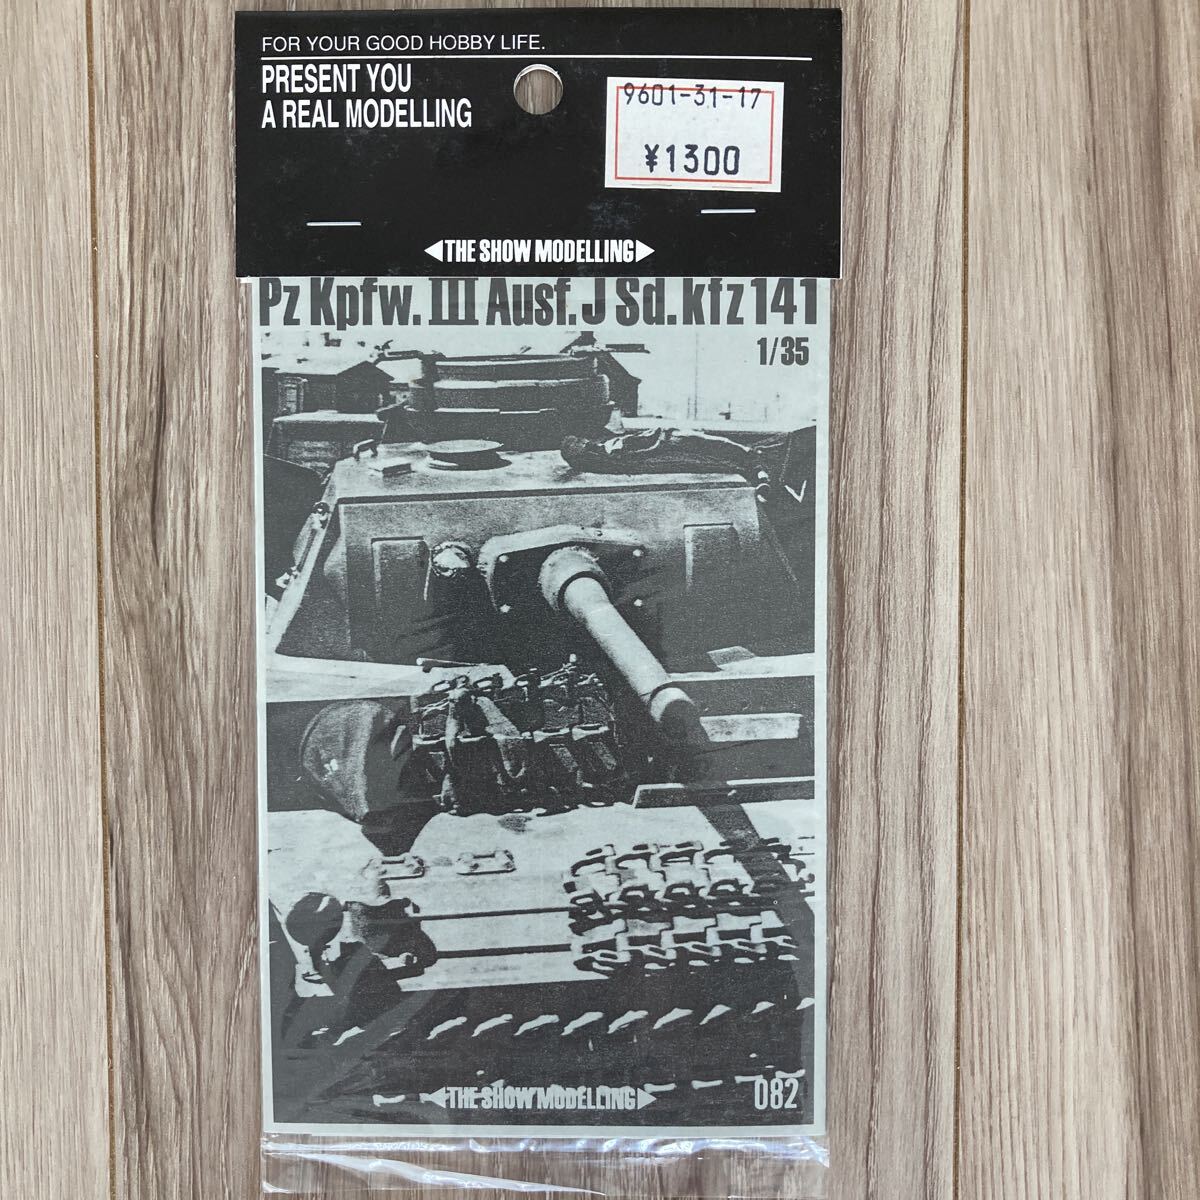 FOR YOUR GOOD HOBBY LIFE.
PRESENT YOU
A REAL MODELLING
9601-31-17
¥1300
THE SHOW MODELLING
Pz Kpfw. III Ausf. J Sd. kfz 141
1/35
THE SHOW MODELLING
082